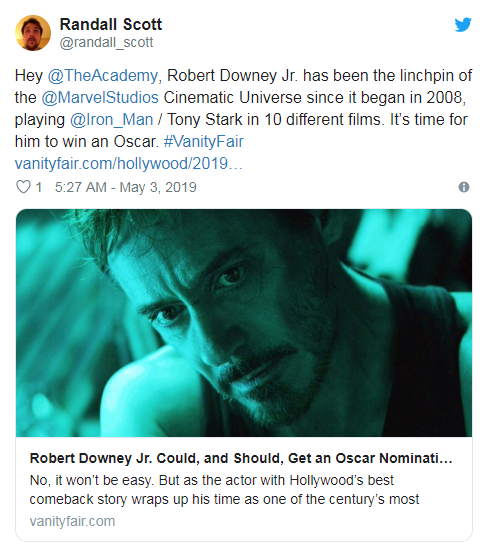 Randall Scott
@randall_scott
Hey @TheAcademy, Robert Downey Jr. has been the linchpin of
the @MarvelStudios Cinematic Universe since it began in 2008,
playing @Iron_Man / Tony Stark in 10 different films. It’s time for
him to win an Oscar. #VanityFair
vanityfair.com/hollywood/2019…
1 5:27 AM - May 3, 2019
Robert Downey Jr. Could, and Should, Get an Oscar Nominati…
No, it won’t be easy. But as the actor with Hollywood’s best
comeback story wraps up his time as one of the century’s most
vanityfair.com